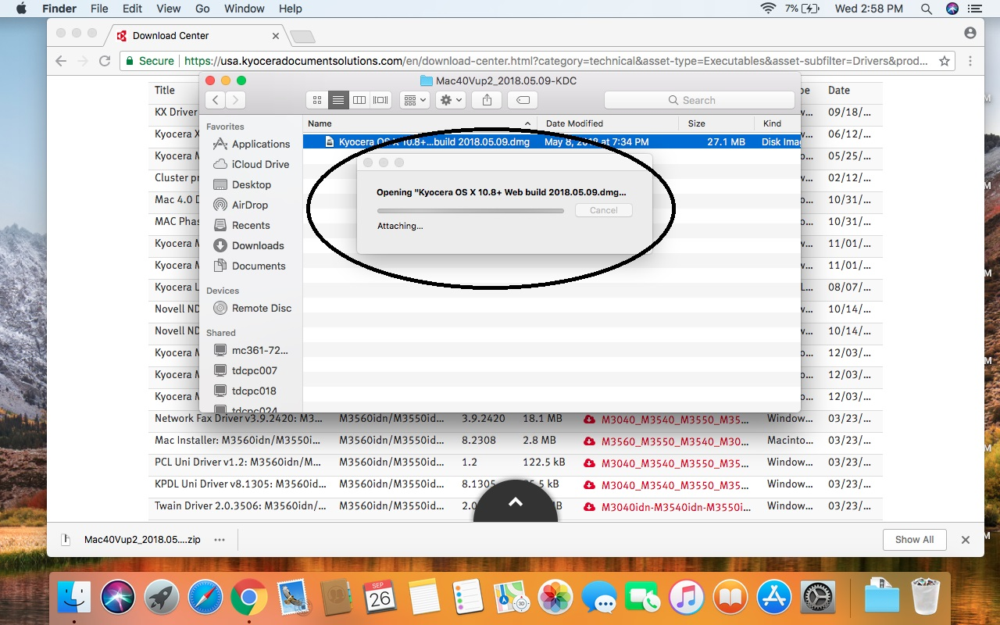 Finder File Edit View Go Window Help 7% Wed 2:58 PM
Download Center
Secure https://usa.kyoceradocumentsolutions.com/en/download-center.html?category=technical&asset-type=Executables&asset-subfilter=Drivers&prod...
Mac40Vup2_2018.05.09-KDC
Search
Favorites
Applications
iCloud Drive
Desktop
AirDrop
Recents
Downloads
Documents
Devices
Remote Disc
Shared
mc361-72...
tdcpc007
tdcpc018
tdcpc024
Name Date Modified Size Kind
Kyocera OS X 10.8+...build 2018.05.09.dmg May 8, 2018 at 7:34 PM 27.1 MB Disk Ima
Opening "Kyocera OS X 10.8+ Web build 2018.05.09.dmg...
Cancel
Attaching...
Title pe Date
KX Driver w... 09/18/...
Kyocera X w... 06/12/...
Kyocera M w... 05/25/...
Cluster pr w... 02/12/...
Mac 4.0 D 10/31/...
MAC Phas 10/31/...
Kyocera M w... 11/01/...
Kyocera M w... 11/01/...
Kyocera L L... 08/07/...
Novell ND w... 10/14/...
Novell ND w... 10/14/...
Kyocera M o... 12/03/...
Kyocera M o... 12/03/...
Kyocera M o... 12/03/...
Network Fax Driver v3.9.2420: M3... M3560idn/M3550idn... 3.9.2420 18.1 MB M3040_M3540_M3550_M35... Window... 03/23/...
Mac Installer: M3560idn/M3550i... M3560idn/M3550idn... 8.2308 2.8 MB M3560_M3550_M3540_M30... Macinto... 03/23/...
PCL Uni Driver v1.2: M3560idn/M... M3560idn/M3550idn... 1.2 122.5 kB M3040_M3540_M3550_M35... Window... 03/23/...
KPDL Uni Driver v8.1305: M3560id... M3560idn/M3550idn... 8.1305 5.5 kB M3040_M3540_M3550_M35... Window... 03/23/...
Twain Driver 2.0.3506: M3560idn/... M3560idn/M3550idn... 2.0 MB M3040idn-M3540idn-M3550i... Window... 03/23/...
Mac40Vup2_2018.05....zip
Show All
SEP
26
3D